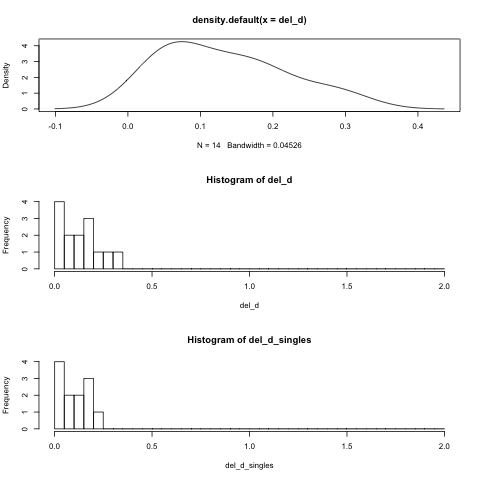 density.default(x = del_d)
Density
0 1 2 3 4
-0.1 0.0 0.1 0.2 0.3 0.4
N = 14 Bandwidth = 0.04526
Histogram of del_d
Frequency
0 1 2 3 4
0.0 0.5 1.0 1.5 2.0
del_d
Histogram of del_d_singles
Frequency
0 1 2 3 4
0.0 0.5 1.0 1.5 2.0
del_d_singles